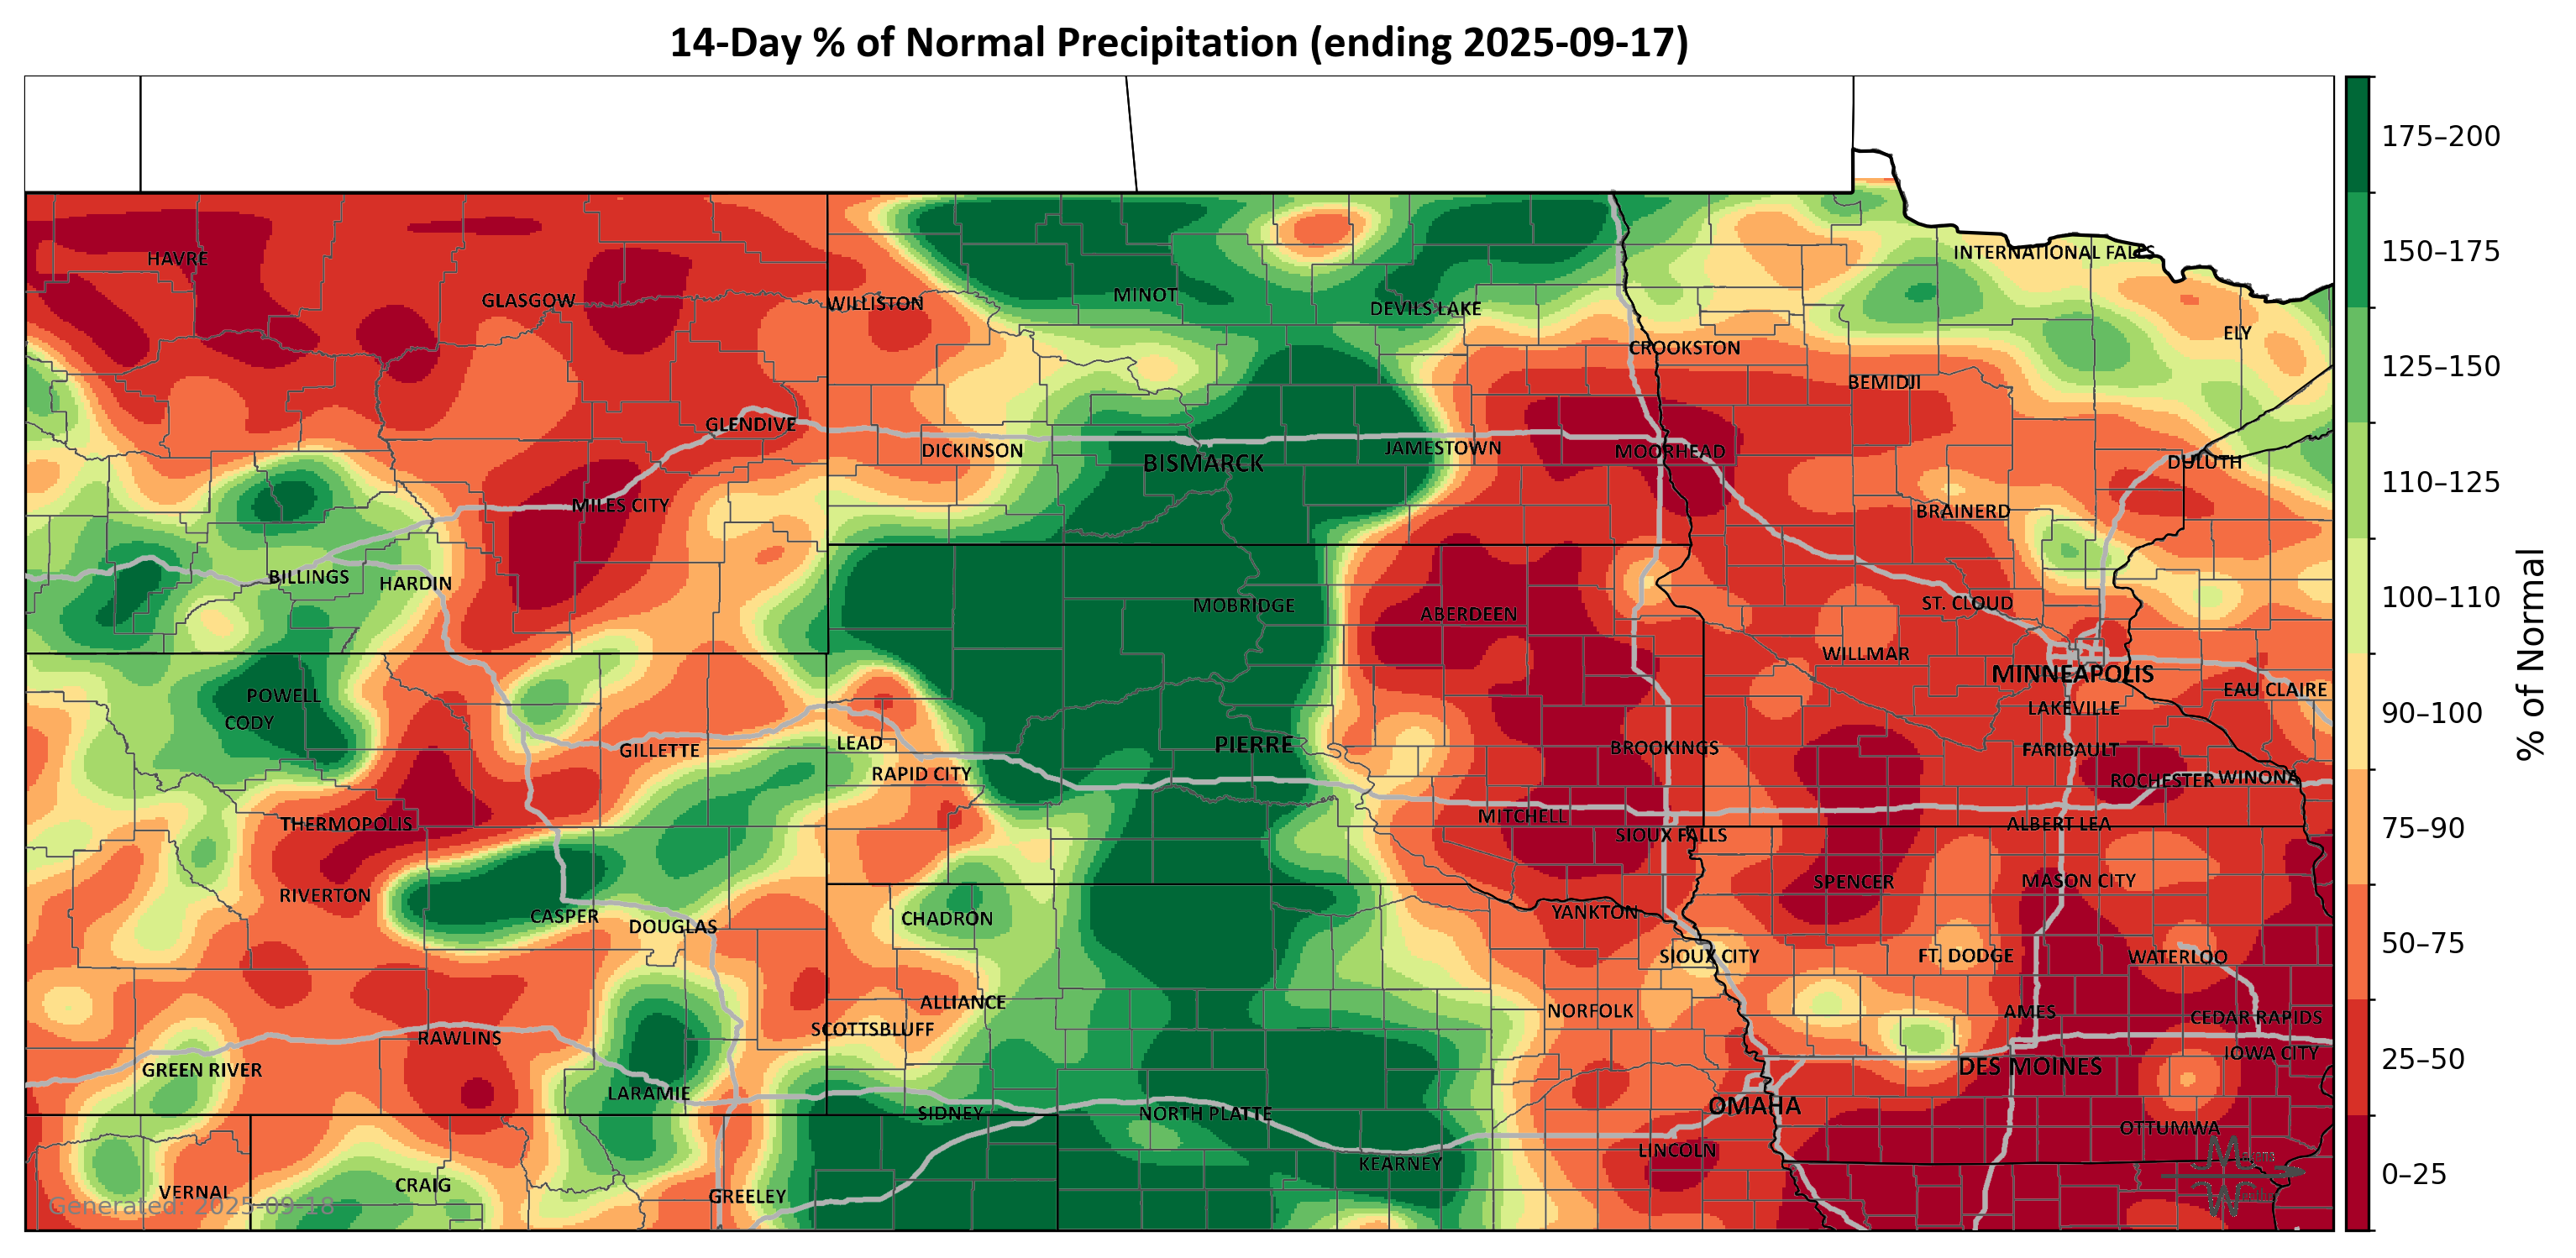 14-Day % of Normal Precipitation (ending 2025-09-17)
175–200
150–175
125–150
110–125
100–110
90–100
75–90
50–75
25–50
0–25
% of Normal
HAVRE
INTERNATIONAL FALLS
GLASGOW
WILLISTON
MINOT
DEVILS LAKE
ELY
CROOKSTON
BEMIDJI
GLENDIVE
DICKINSON
BISMARCK
JAMESTOWN
MOORHEAD
DULUTH
MILES CITY
BRAINERD
BILLINGS
HARDIN
MOBRIDGE
ABERDEEN
ST. CLOUD
WILLMAR
MINNEAPOLIS
POWELL
EAU CLAIRE
CODY
LAKEVILLE
GILLETTE
LEAD
PIERRE
BROOKINGS
FARIBAULT
RAPID CITY
ROCHESTER
WINONA
THERMOPOLIS
MITCHELL
SIOUX FALLS
ALBERT LEA
RIVERTON
SPENCER
MASON CITY
CASPER
DOUGLAS
CHADRON
YANKTON
SIOUX CITY
FT. DODGE
WATERLOO
ALLIANCE
NORFOLK
AMES
CEDAR RAPIDS
RAWLINS
SCOTTSBLUFF
IOWA CITY
GREEN RIVER
DES MOINES
LARAMIE
SIDNEY
NORTH PLATTE
OMAHA
OTTUMWA
LINCOLN
KEARNEY
VERNAL
CRAIG
GREELEY
Generated: 2025-09-18